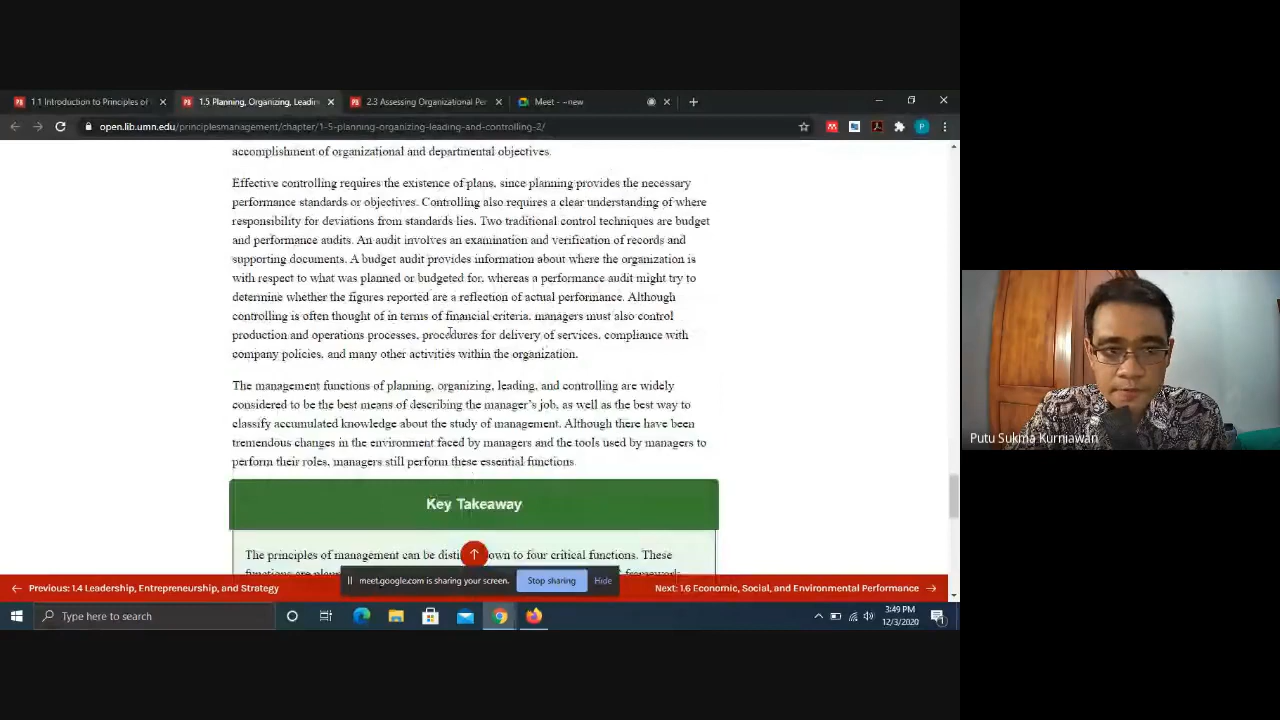 1.1 Introduction to Principles of
1.5 Planning, Organizing, Leadin
2.3 Assessing Organizational Per
Meet - ~new
open.lib.umn.edu/principlesmanagement/chapter/1-5-planning-organizing-leading-and-controlling-2/
P
accomplishment of organizational and departmental objectives.
Effective controlling requires the existence of plans, since planning provides the necessary
performance standards or objectives. Controlling also requires a clear understanding of where
responsibility for deviations from standards lies. Two traditional control techniques are budget
and performance audits. An audit involves an examination and verification of records and
supporting documents. A budget audit provides information about where the organization is
with respect to what was planned or budgeted for, whereas a performance audit might try to
determine whether the figures reported are a reflection of actual performance. Although
controlling is often thought of in terms of financial criteria, managers must also control
production and operations processes, procedures for delivery of services, compliance with
company policies, and many other activities within the organization.
The management functions of planning, organizing, leading, and controlling are widely
considered to be the best means of describing the manager's job, as well as the best way to
classify accumulated knowledge about the study of management. Although there have been
tremendous changes in the environment faced by managers and the tools used by managers to
perform their roles, managers still perform these essential functions.
Key Takeaway
The principles of management can be down to four critical functions. These
meet.google.com is sharing your screen.
Stop sharing
Hide
Previous: 1.4 Leadership, Entrepreneurship, and Strategy
Next: 1.6 Economic, Social, and Environmental Performance
Type here to search
3:49 PM
12/3/2020
Putu Sukma Kurniawan